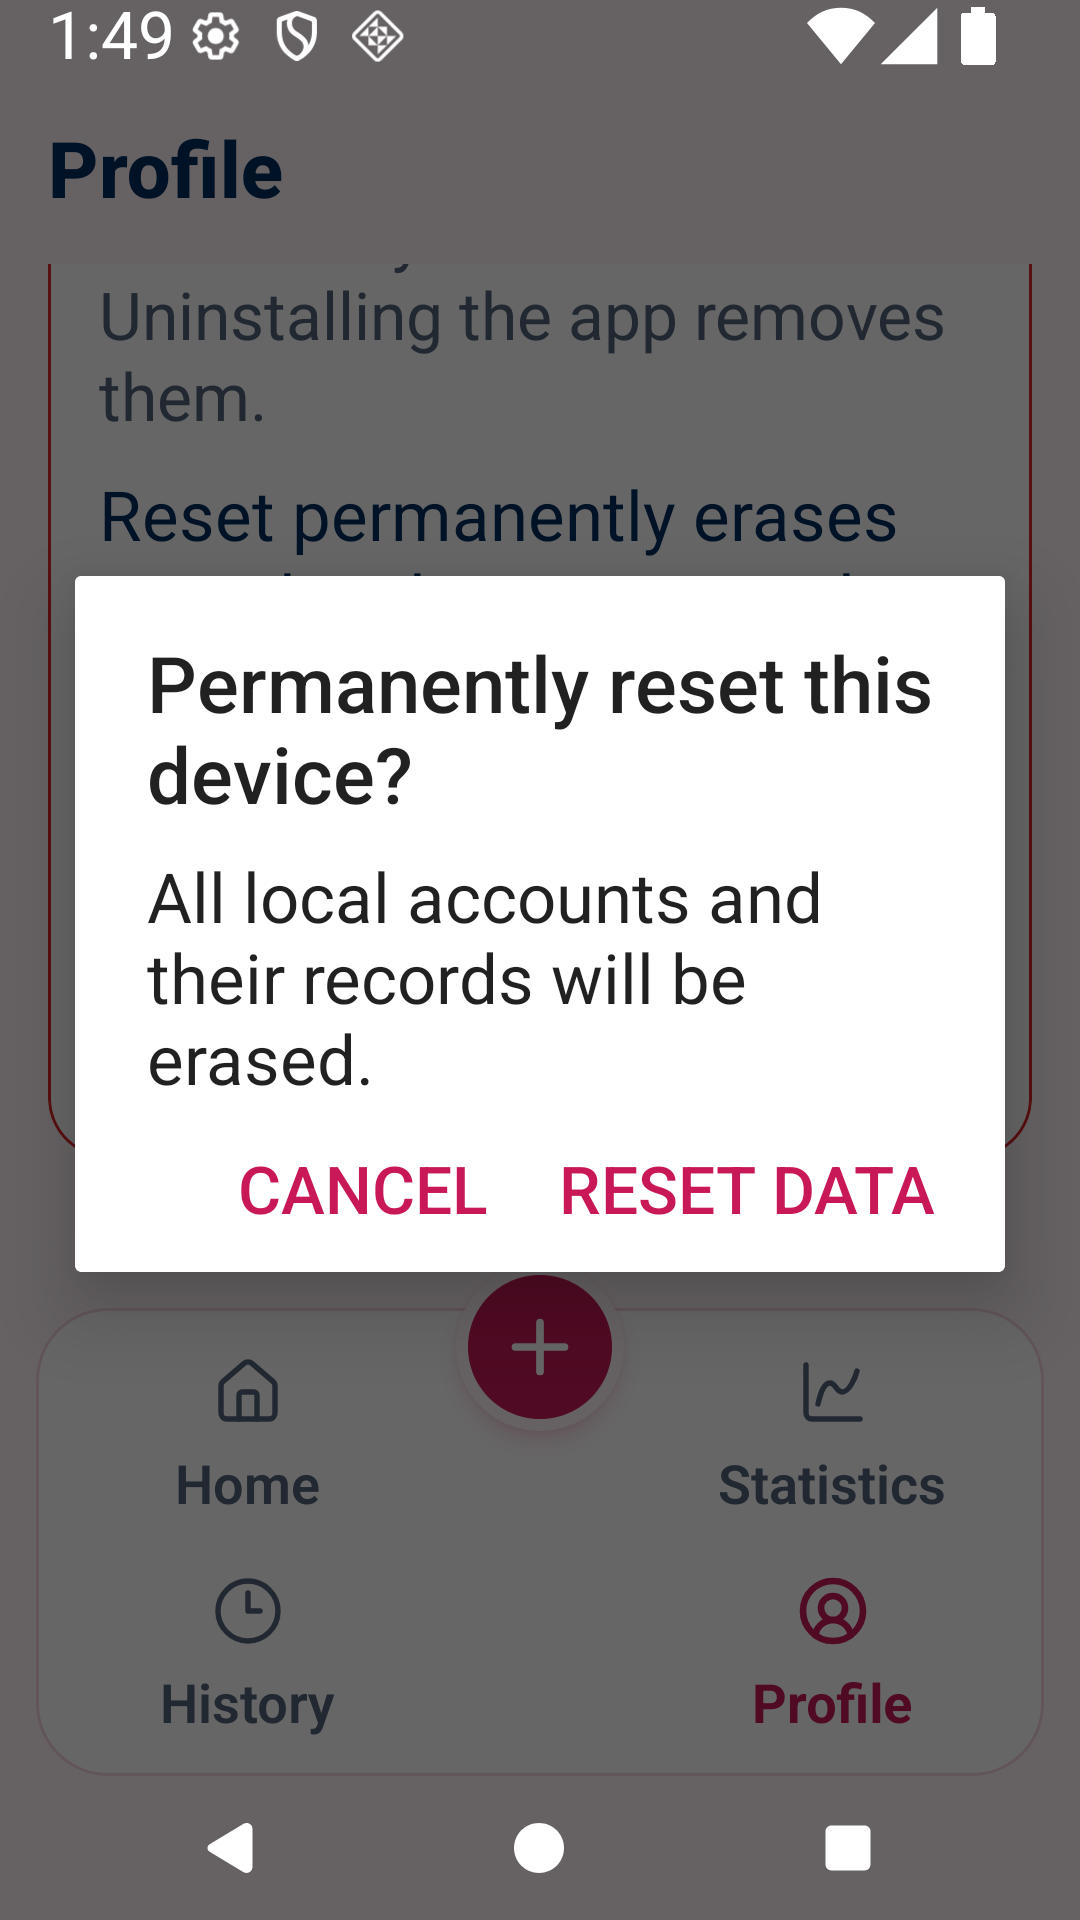 1:49
Profile
Uninstalling the app removes
them.
Reset permanently erases
Permanently reset this
device?
All local accounts and
their records will be
erased.
CANCEL RESET DATA
Home
Statistics
History
Profile